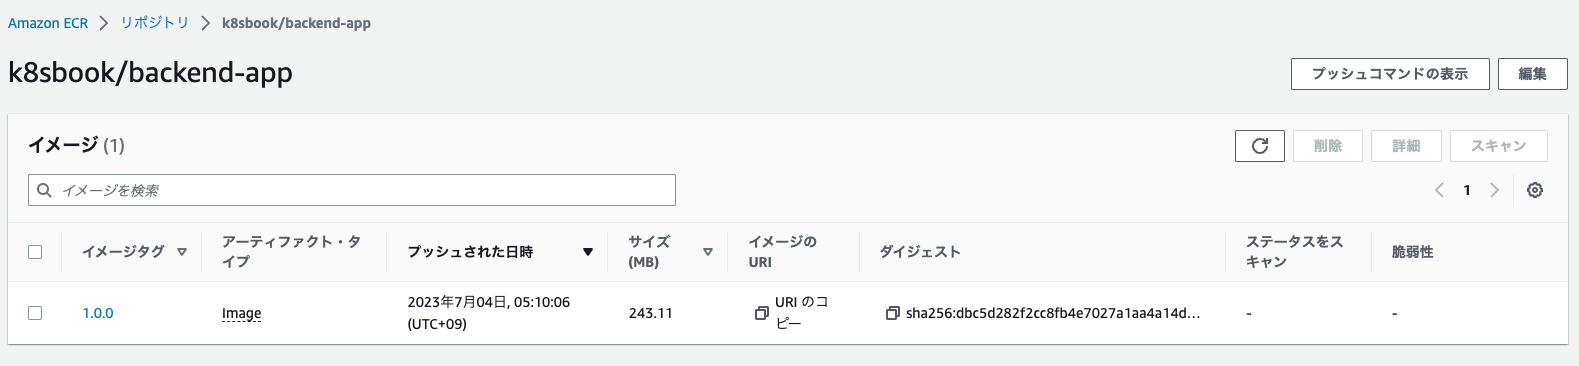 Amazon ECR > リポジトリ > k8sbook/backend-app
k8sbook/backend-app
プッシュコマンドの表示
編集
イメージ (1)
削除
詳細
スキャン
イメージを検索
1
イメージタグ
アーティファクト・タ
イプ
プッシュされた日時
サイズ
(MB)
イメージの
URI
ダイジェスト
ステータスをス
キャン
脆弱性
1.0.0
Image
2023年7月04日, 05:10:06
(UTC+09)
243.11
URI のコ
ピー
sha256:dbc5d282f2cc8fb4e7027a1aa4a14d...
-
-